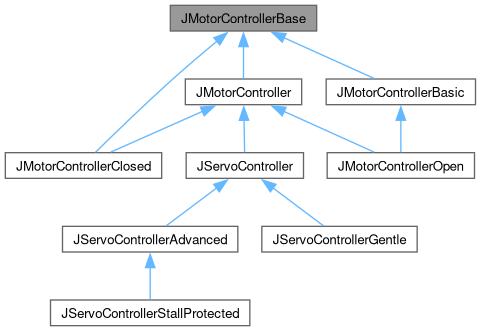 JMotorControllerBase
JMotorController
JMotorControllerBasic
JMotorControllerClosed
JServoController
JMotorControllerOpen
JServoControllerAdvanced
JServoControllerGentle
JServoControllerStallProtected